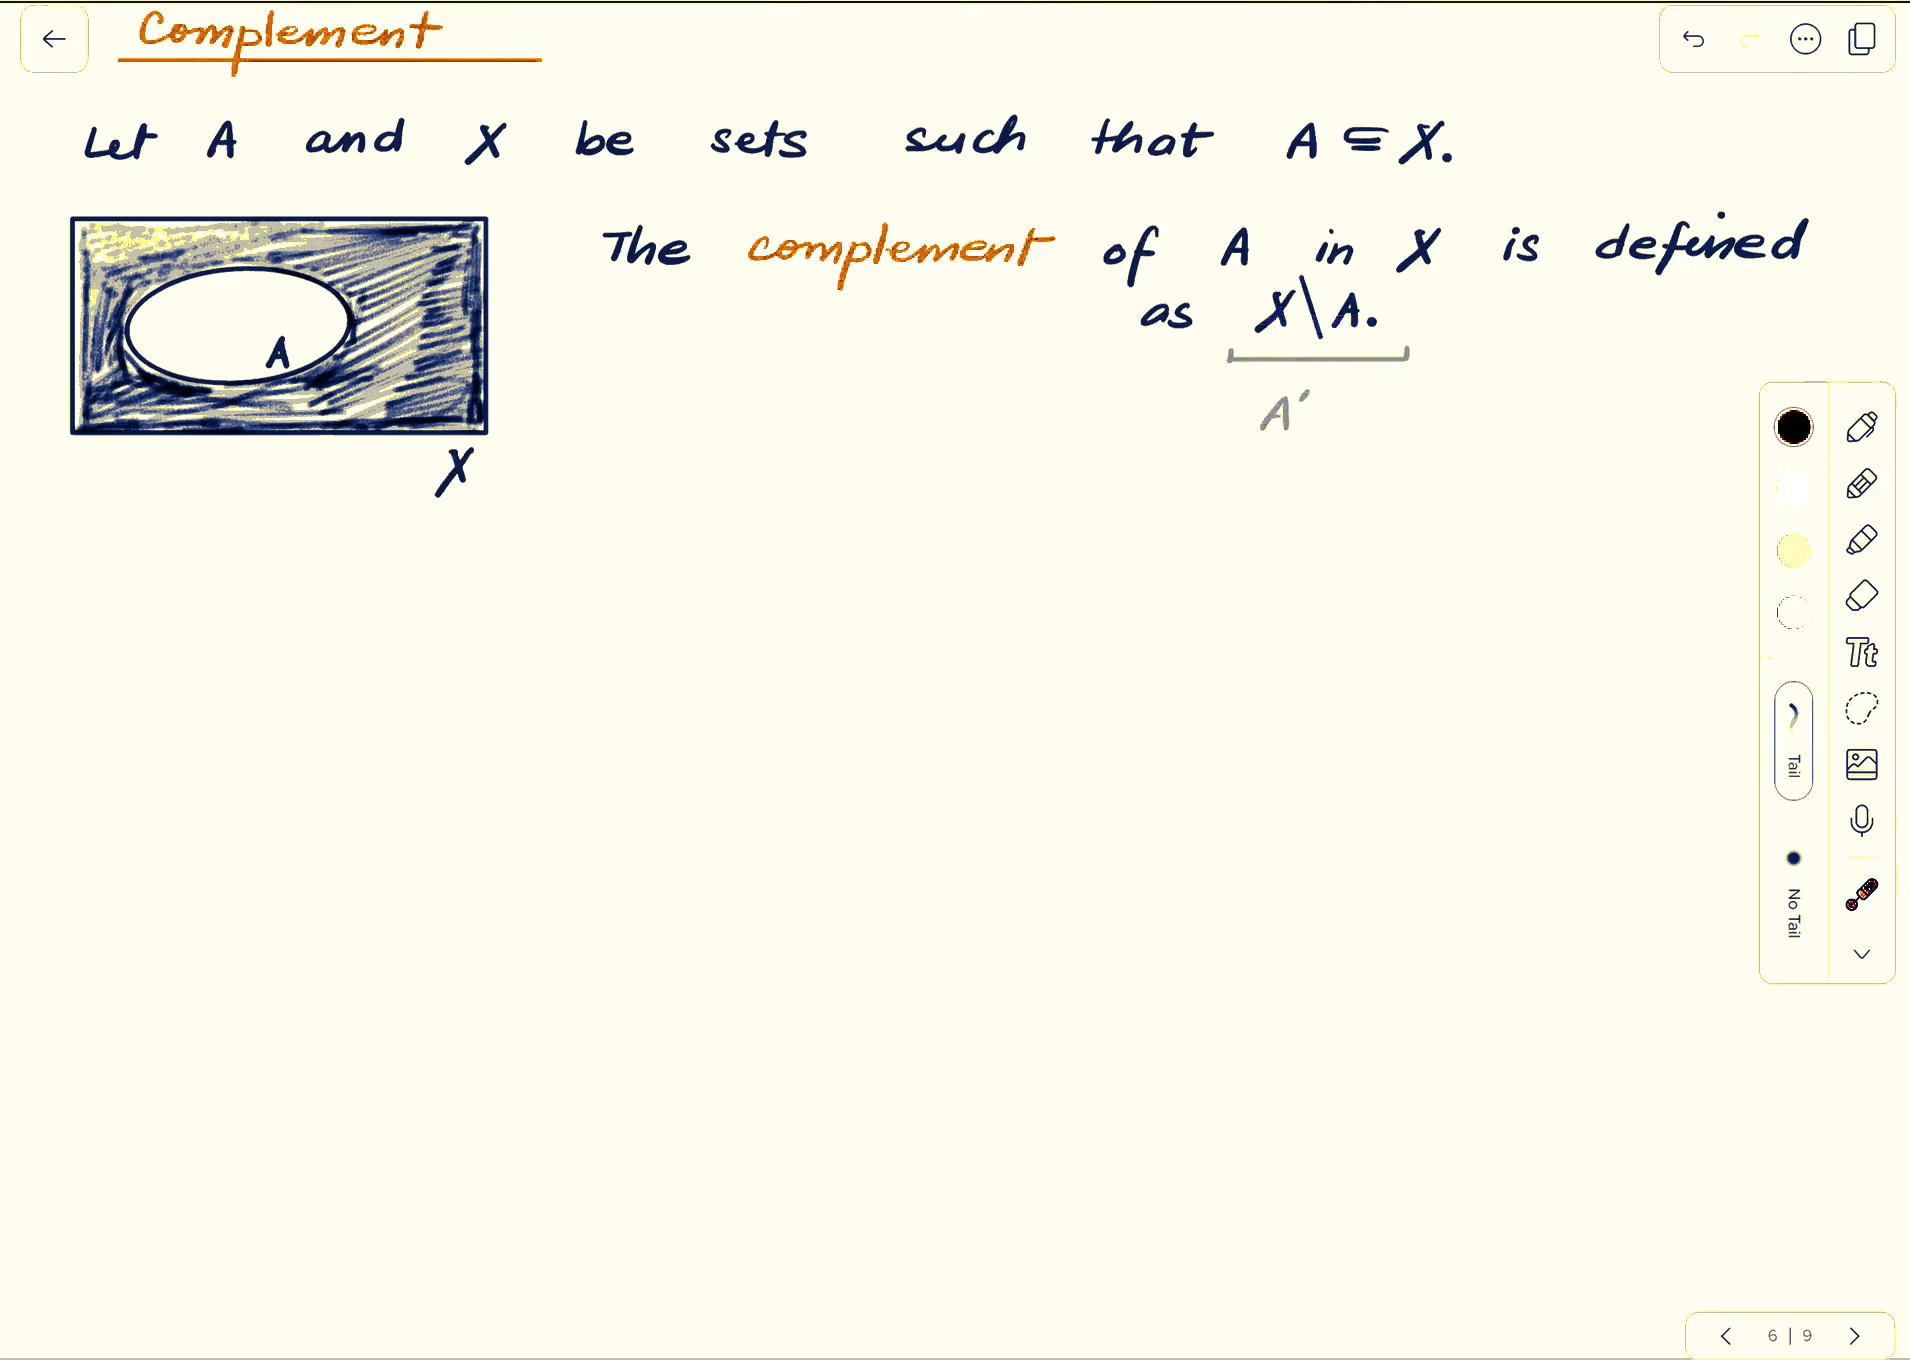 Complement
Let A and X be sets such that A ⊆ X.
The complement of A in X is defined
as X\A.
A'
A
X
Tt
Tail
No Tail
6 | 9